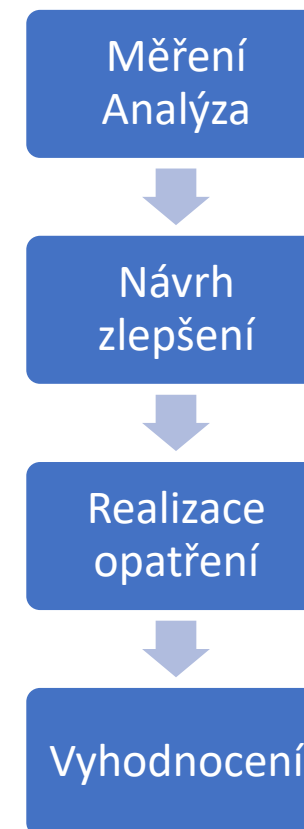 Měření
Analýza
Návrh
zlepšení
Realizace
opatření
Vyhodnocení